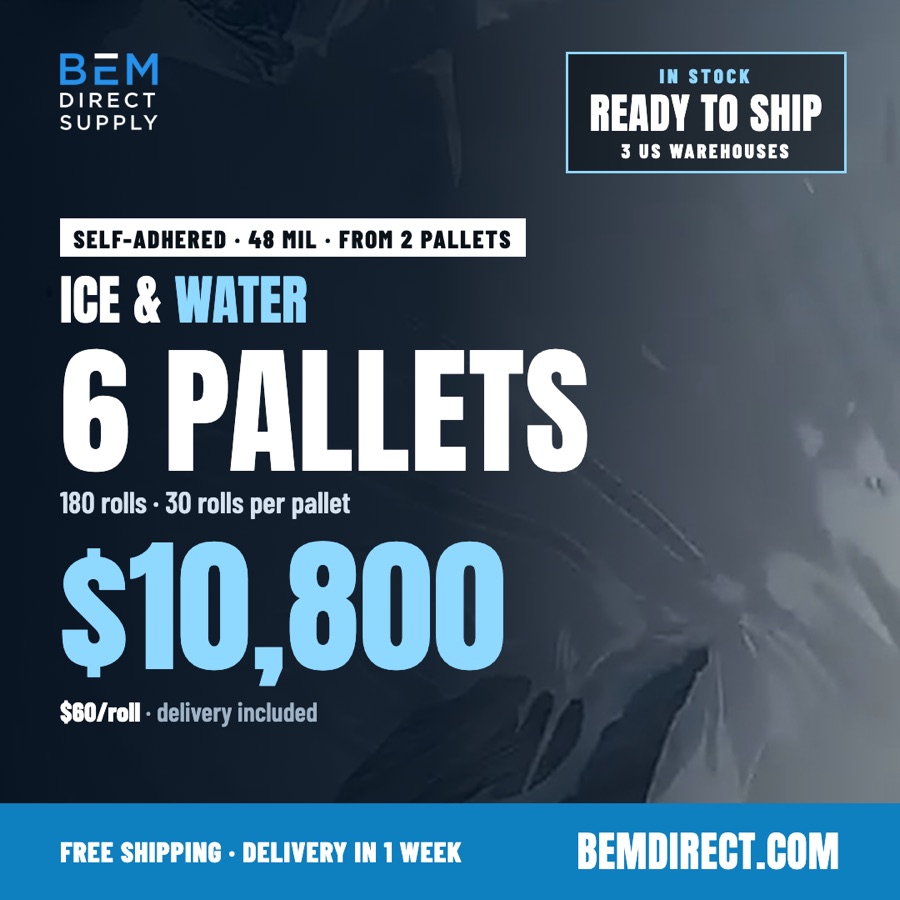 BEM
DIRECT
SUPPLY
IN STOCK
READY TO SHIP
3 US WAREHOUSES
SELF-ADHERED · 48 MIL · FROM 2 PALLETS
ICE & WATER
6 PALLETS
180 rolls · 30 rolls per pallet
$10,800
$60/roll · delivery included
FREE SHIPPING · DELIVERY IN 1 WEEK
BEMDIRECT.COM